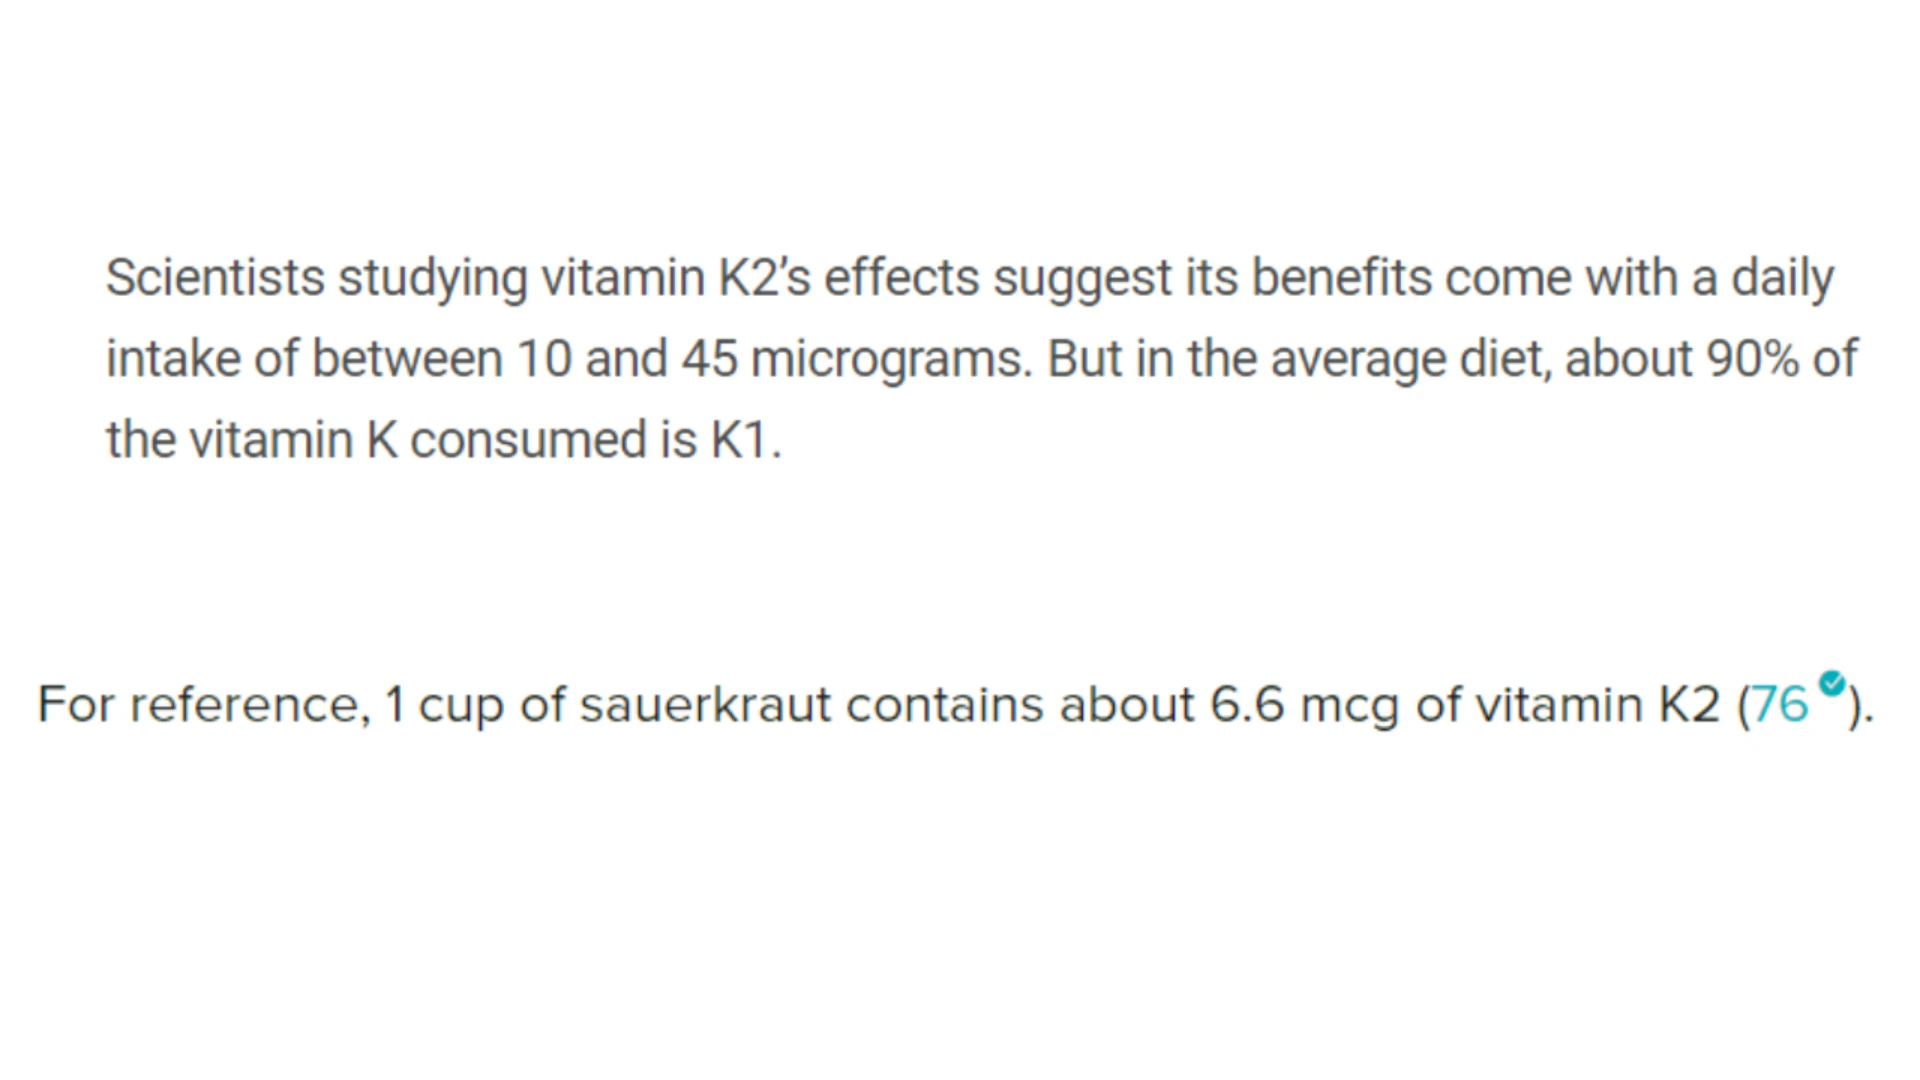 Scientists studying vitamin K2’s effects suggest its benefits come with a daily
intake of between 10 and 45 micrograms. But in the average diet, about 90% of
the vitamin K consumed is K1.
For reference, 1 cup of sauerkraut contains about 6.6 mcg of vitamin K2 (76).